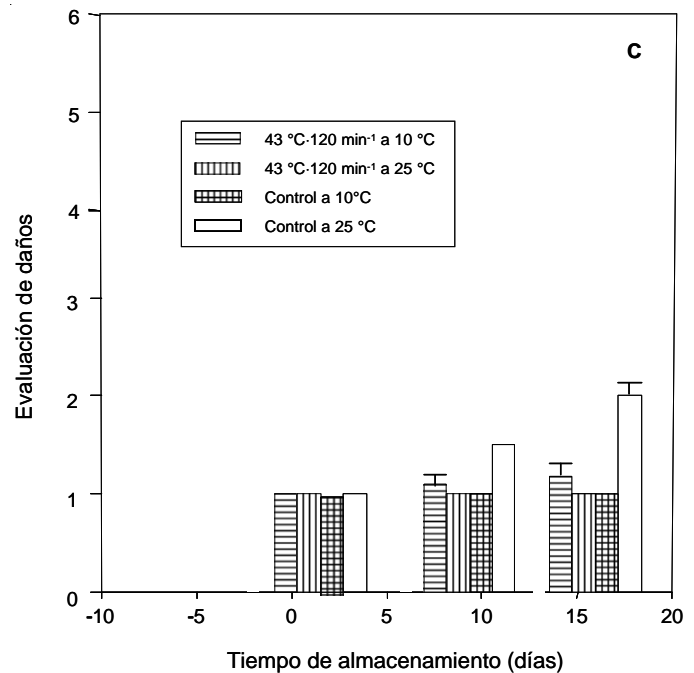 C
6
5
4
3
2
1
0
Evaluación de daños
43 °C·120 min⁻¹ a 10 °C
43 °C·120 min⁻¹ a 25 °C
Control a 10°C
Control a 25 °C
-10 -5 0 5 10 15 20
Tiempo de almacenamiento (días)